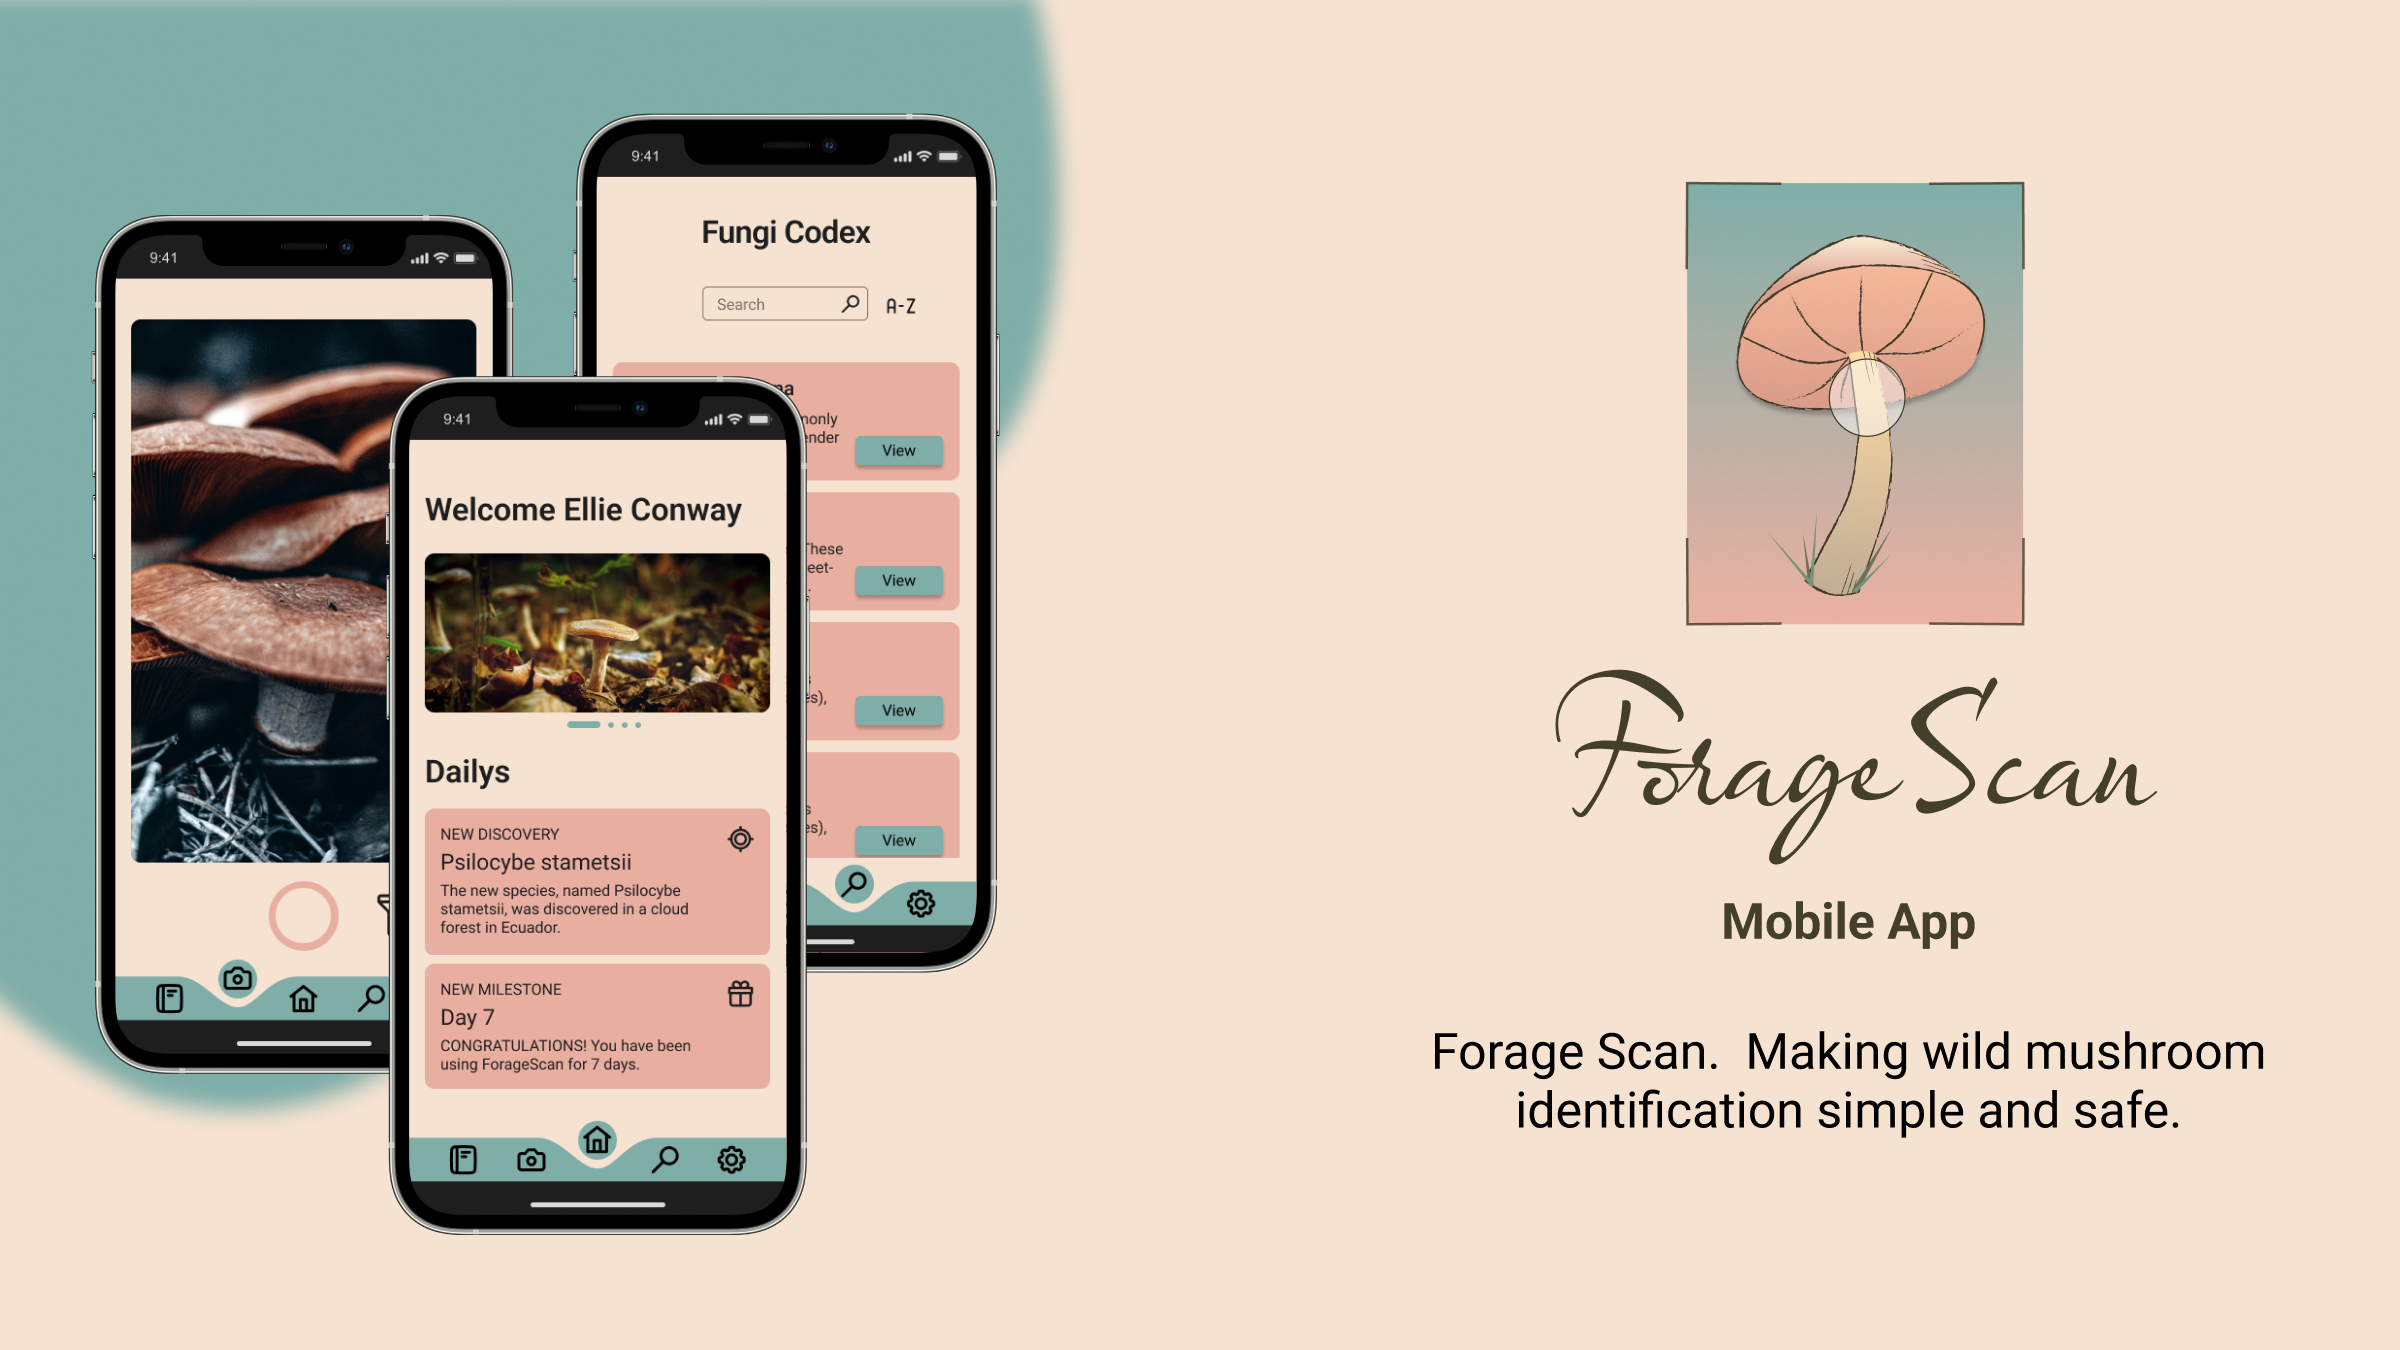 9:41
9:41
Fungi Codex
Search
A-Z
monly
View
These
eet-
View
View
View
9:41
Welcome Ellie Conway
Dailys
NEW DISCOVERY
Psilocybe stametsii
The new species, named Psilocybe
stametsii, was discovered in a cloud
forest in Ecuador.
NEW MILESTONE
Day 7
CONGRATULATIONS! You have been
using ForageScan for 7 days.
Forage Scan
Mobile App
Forage Scan. Making wild mushroom
identification simple and safe.